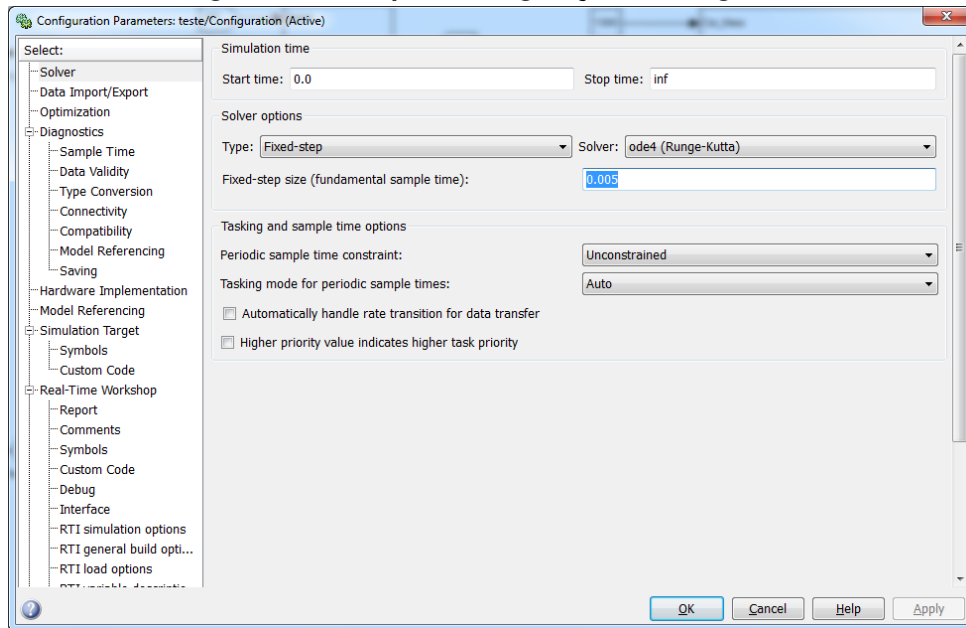 Configuration Parameters: teste/Configuration (Active)
Select:
Solver
Data Import/Export
Optimization
Diagnostics
Sample Time
Data Validity
Type Conversion
Connectivity
Compatibility
Model Referencing
Saving
Hardware Implementation
Model Referencing
Simulation Target
Symbols
Custom Code
Real-Time Workshop
Report
Comments
Symbols
Custom Code
Debug
Interface
RTI simulation options
RTI general build opti...
RTI load options
Simulation time
Start time: 0.0 Stop time: inf
Solver options
Type: Fixed-step Solver: ode4 (Runge-Kutta)
Fixed-step size (fundamental sample time): 0.005
Tasking and sample time options
Periodic sample time constraint: Unconstrained
Tasking mode for periodic sample times: Auto
Automatically handle rate transition for data transfer
Higher priority value indicates higher task priority
OK Cancel Help Apply